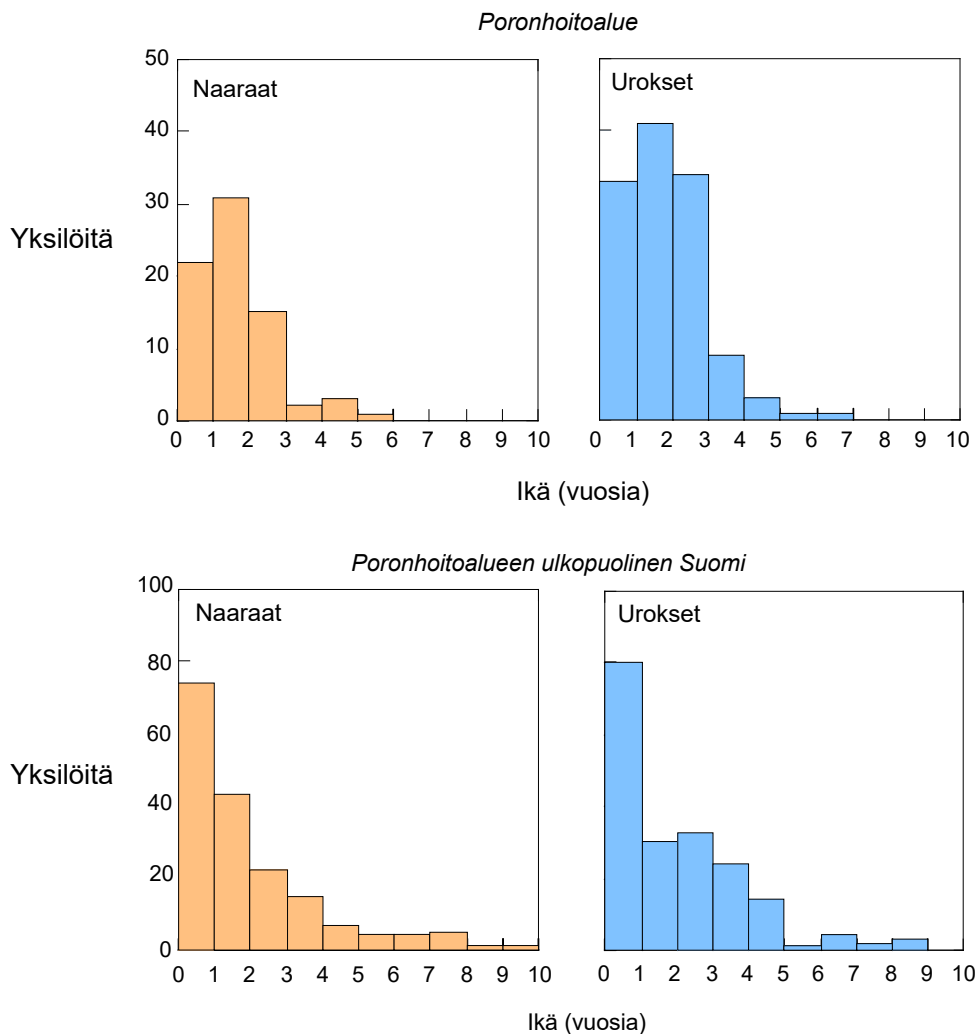 Poronhoitoalue
Naaraat
Urokset
50
40
30
20
10
0
Yksilöitä
0 1 2 3 4 5 6 7 8 9 10
0 1 2 3 4 5 6 7 8 9 10
Ikä (vuosia)
Poronhoitoalueen ulkopuolinen Suomi
Naaraat
Urokset
100
80
60
40
20
0
Yksilöitä
0 1 2 3 4 5 6 7 8 9 10
0 1 2 3 4 5 6 7 8 9 10
Ikä (vuosia)